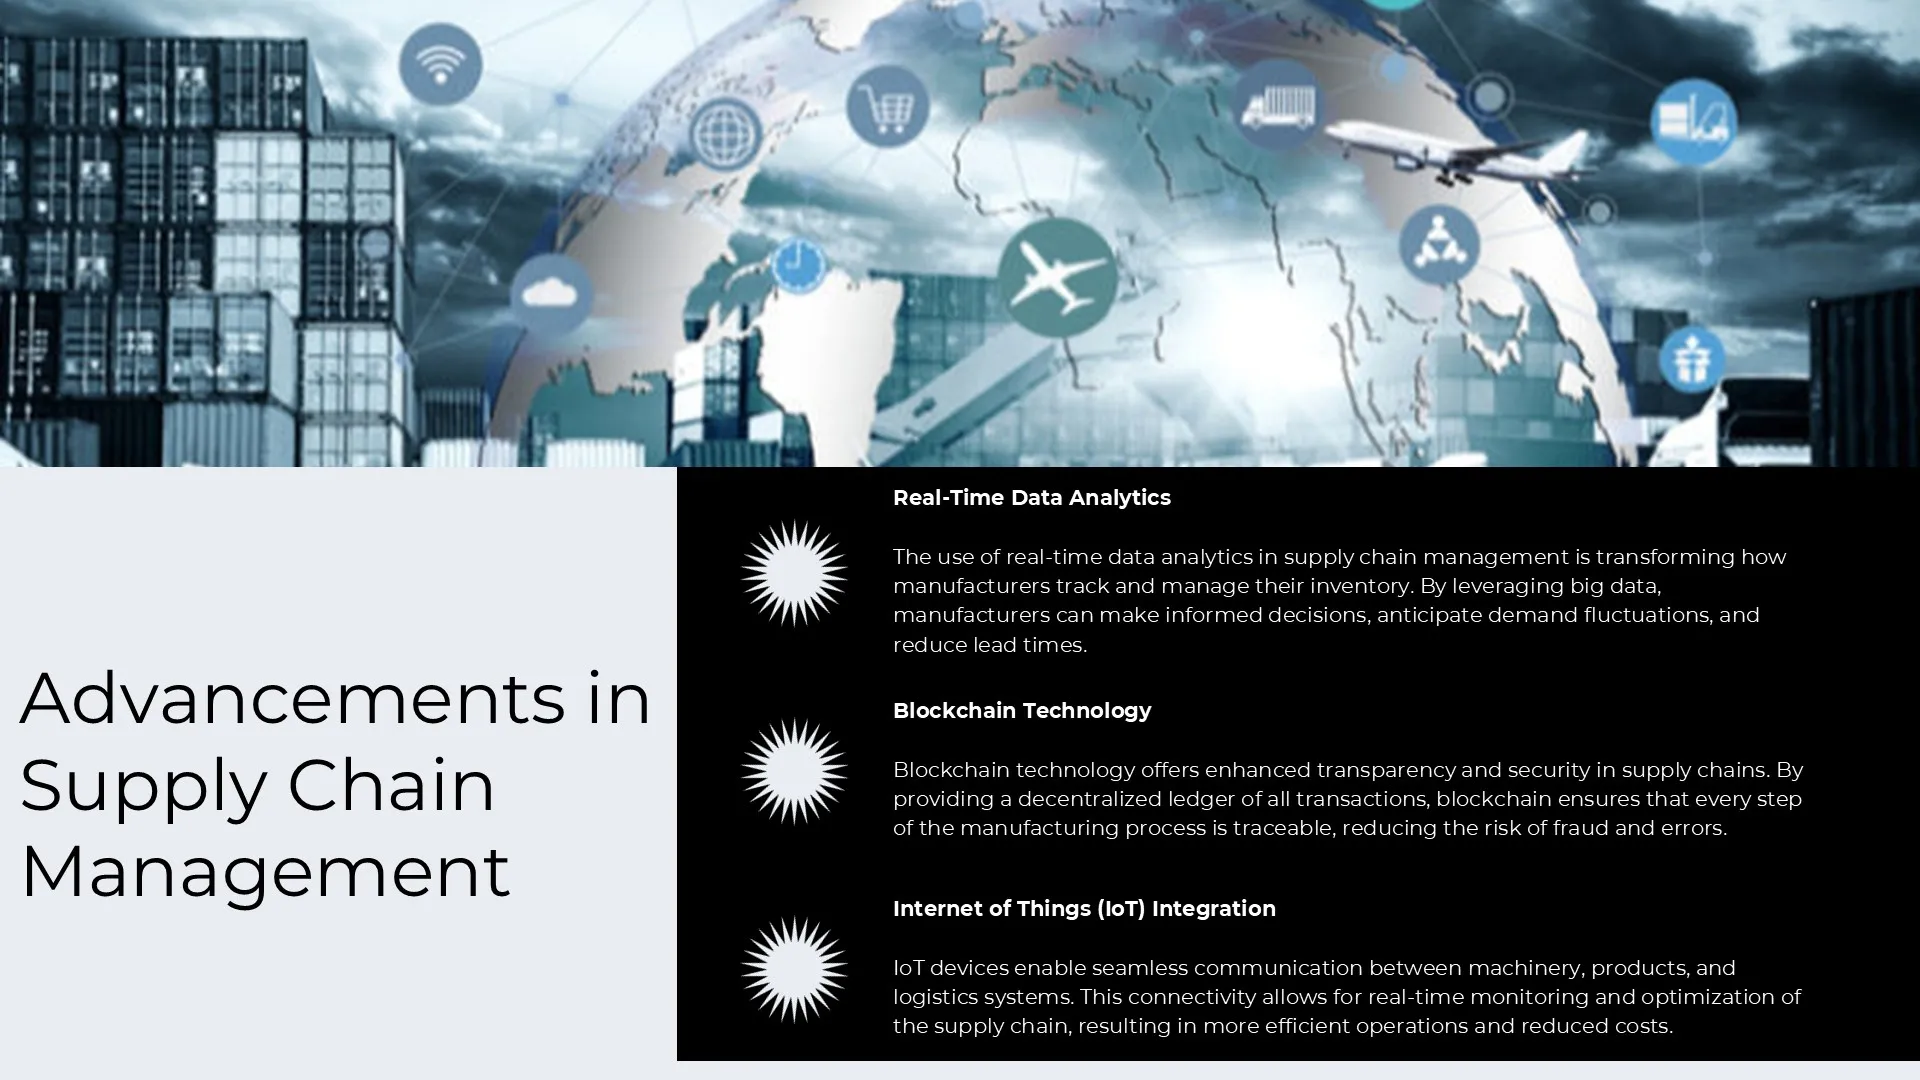 Advancements in
Supply Chain
Management
Real-Time Data Analytics
The use of real-time data analytics in supply chain management is transforming how
manufacturers track and manage their inventory. By leveraging big data,
manufacturers can make informed decisions, anticipate demand fluctuations, and
reduce lead times.
Blockchain Technology
Blockchain technology offers enhanced transparency and security in supply chains. By
providing a decentralized ledger of all transactions, blockchain ensures that every step
of the manufacturing process is traceable, reducing the risk of fraud and errors.
Internet of Things (IoT) Integration
IoT devices enable seamless communication between machinery, products, and
logistics systems. This connectivity allows for real-time monitoring and optimization of
the supply chain, resulting in more efficient operations and reduced costs.